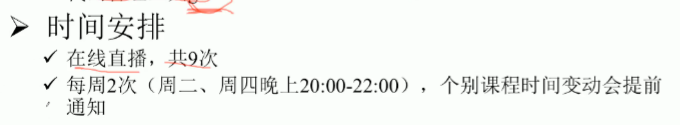 时间安排
在线直播，共9次
每周2次（周二、周四晚上20:00-22:00），个别课程时间变动会提前
通知